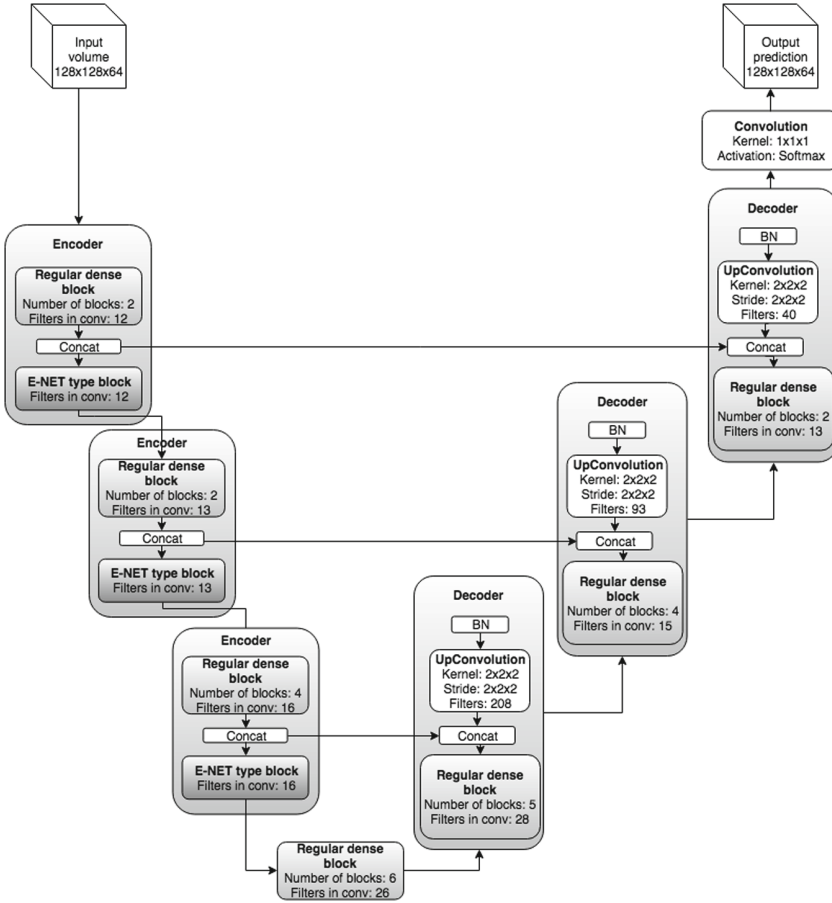 Input
volume
128x128x64
Output
prediction
128x128x64
Convolution
Kernel: 1x1x1
Activation: Softmax
Encoder
Regular dense
block
Number of blocks: 2
Filters in conv: 12
Concat
E-NET type block
Filters in conv: 12
Decoder
BN
UpConvolution
Kernel: 2x2x2
Stride: 2x2x2
Filters: 40
Concat
Regular dense
block
Number of blocks: 2
Filters in conv: 13
Encoder
Regular dense
block
Number of blocks: 2
Filters in conv: 13
Concat
E-NET type block
Filters in conv: 13
Decoder
BN
UpConvolution
Kernel: 2x2x2
Stride: 2x2x2
Filters: 93
Concat
Regular dense
block
Number of blocks: 4
Filters in conv: 15
Encoder
Regular dense
block
Number of blocks: 4
Filters in conv: 16
Concat
E-NET type block
Filters in conv: 16
Decoder
BN
UpConvolution
Kernel: 2x2x2
Stride: 2x2x2
Filters: 208
Concat
Regular dense
block
Number of blocks: 5
Filters in conv: 28
Regular dense
block
Number of blocks: 6
Filters in conv: 26